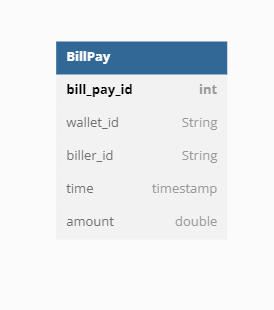 BillPay
bill_pay_id int
wallet_id String
biller_id String
time timestamp
amount double